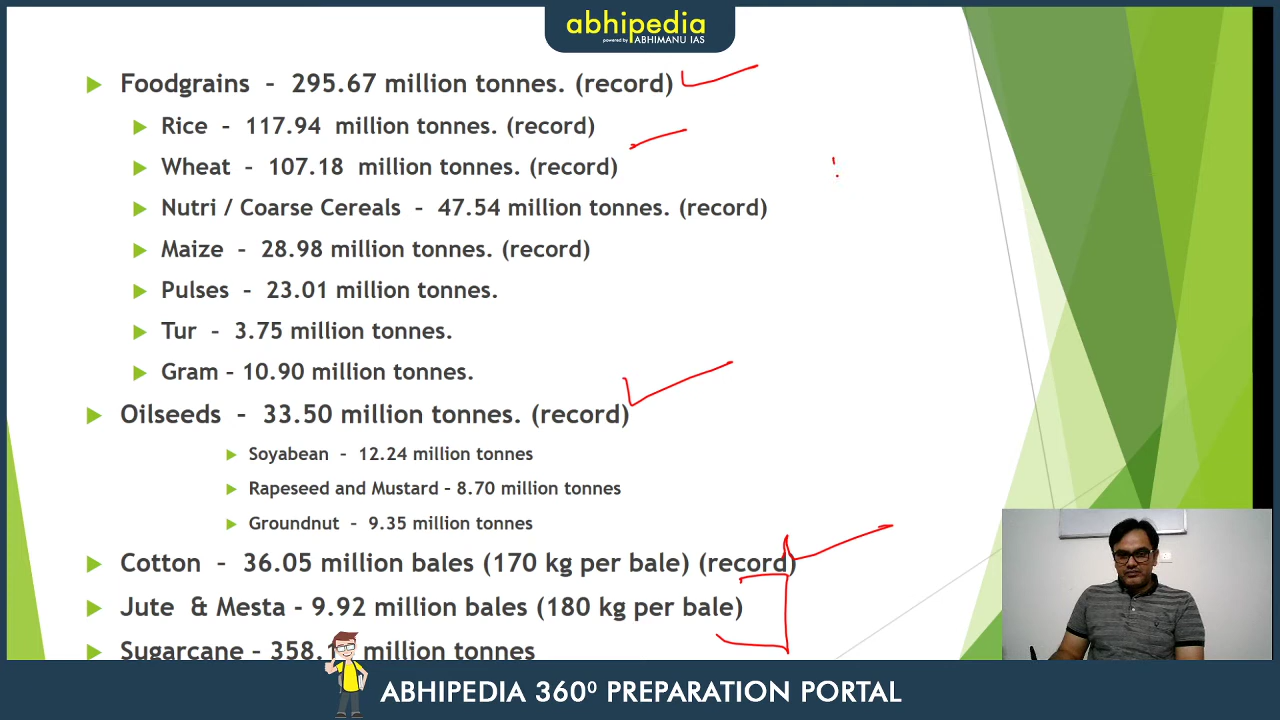 abhipedia
powered by ABHIMANU IAS
Foodgrains - 295.67 million tonnes. (record)
Rice - 117.94 million tonnes. (record)
Wheat - 107.18 million tonnes. (record)
Nutri / Coarse Cereals - 47.54 million tonnes. (record)
Maize - 28.98 million tonnes. (record)
Pulses - 23.01 million tonnes.
Tur - 3.75 million tonnes.
Gram - 10.90 million tonnes.
Oilseeds - 33.50 million tonnes. (record)
Soyabean - 12.24 million tonnes
Rapeseed and Mustard - 8.70 million tonnes
Groundnut - 9.35 million tonnes
Cotton - 36.05 million bales (170 kg per bale) (record)
Jute & Mesta - 9.92 million bales (180 kg per bale)
Sugarcane - million tonnes
ABHIPEDIA 360⁰ PREPARATION PORTAL